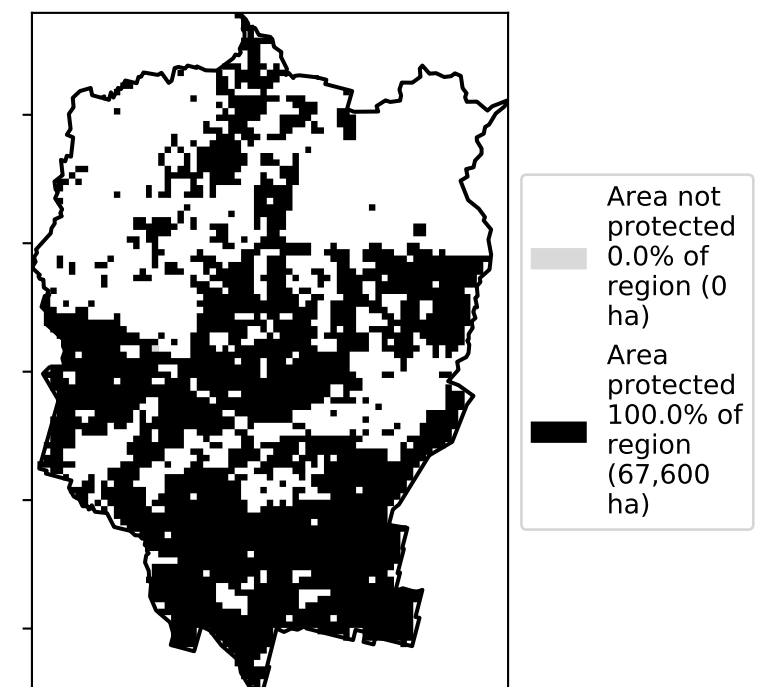 Area not
protected
0.0% of
region (0
ha)
Area
protected
100.0% of
region
(67,600
ha)